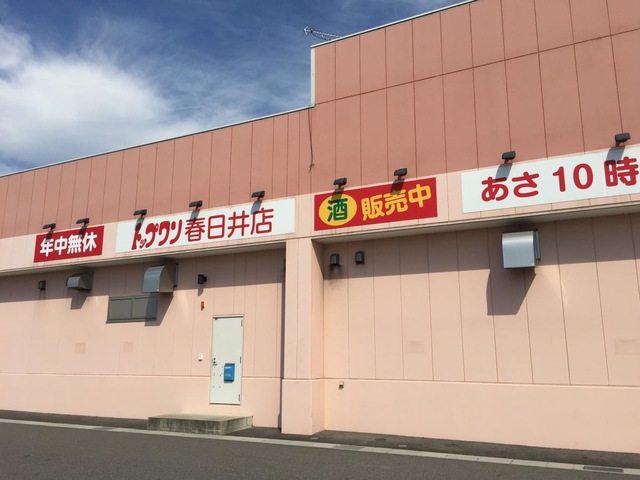 年中無休
トップワン春日井店
酒 販売中
あさ10時